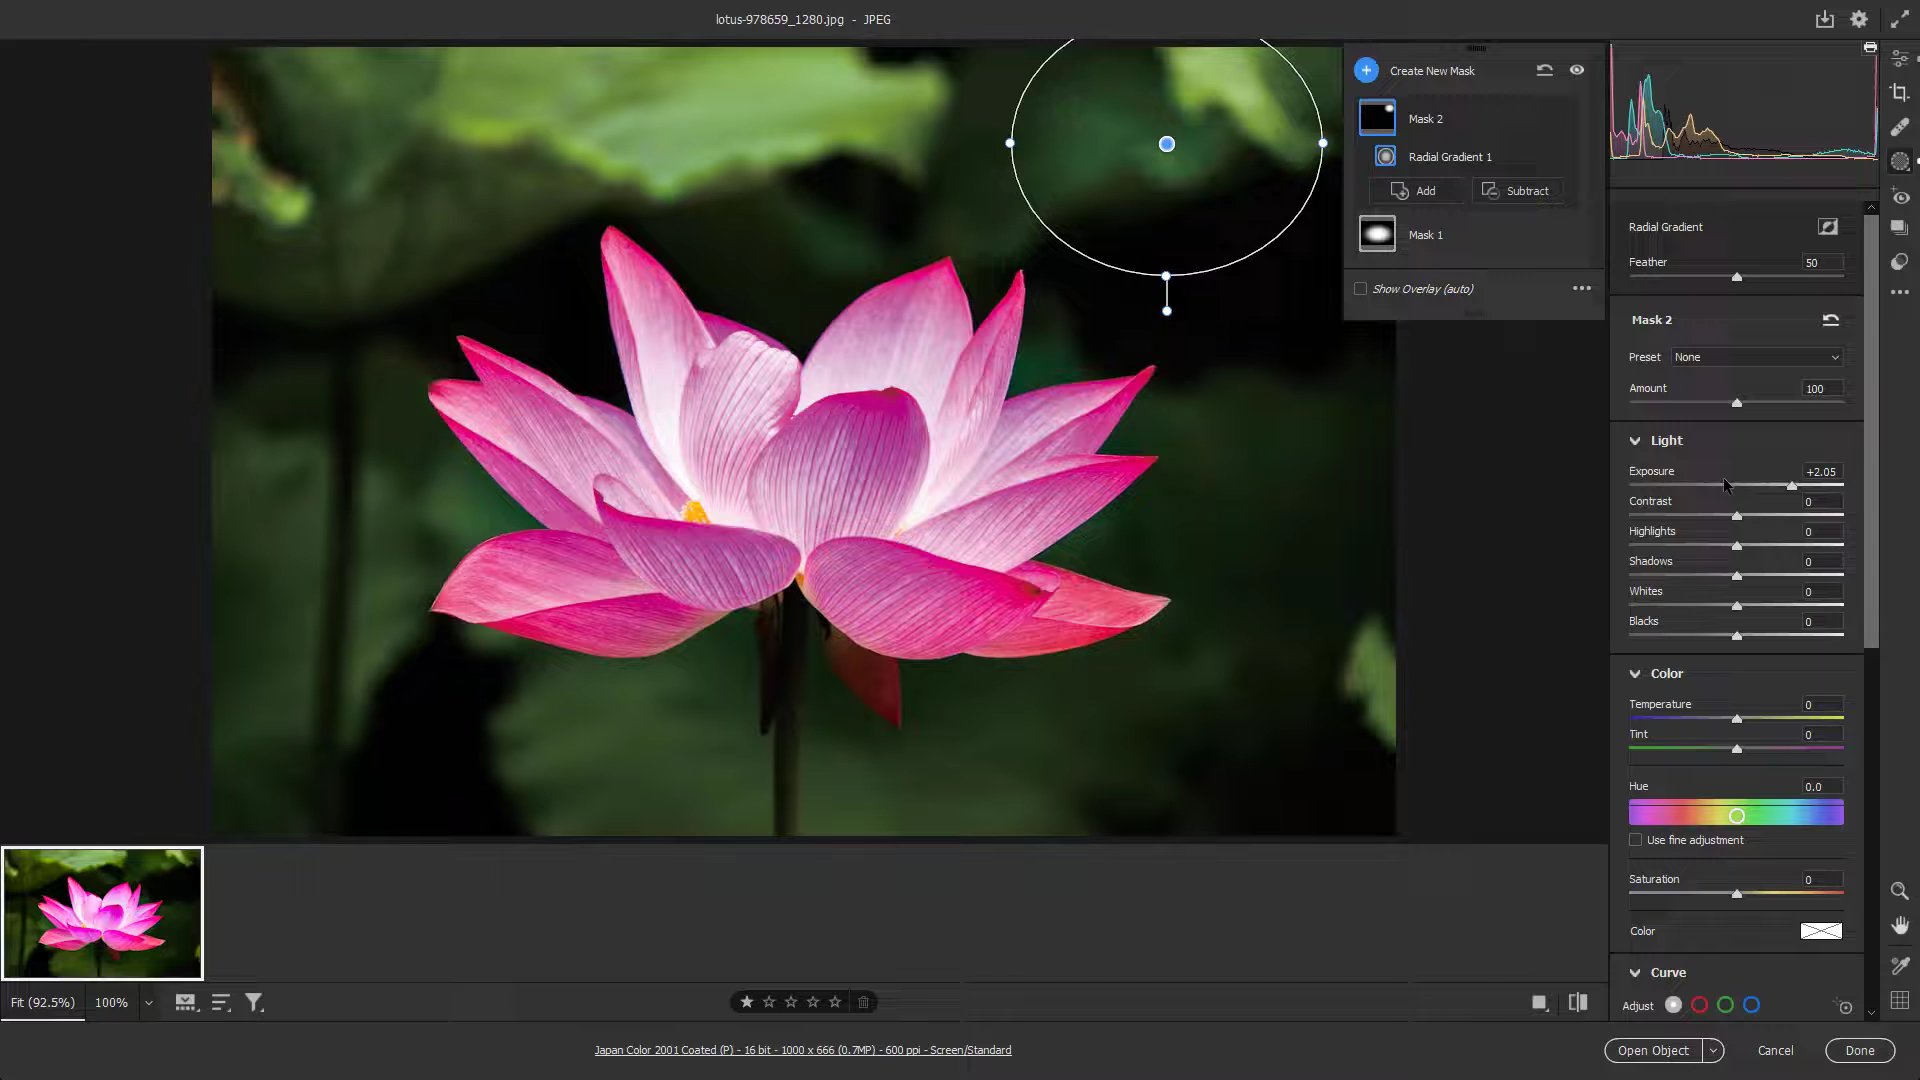 lotus-978659_1280.jpg - JPEG
Create New Mask
Mask 2
Radial Gradient 1
Add Subtract
Mask 1
Show Overlay (auto)
Radial Gradient
Feather 50
Mask 2
Preset None
Amount 100
Light
Exposure +2.05
Contrast 0
Highlights 0
Shadows 0
Whites 0
Blacks 0
Color
Temperature 0
Tint 0
Hue 0.0
Use fine adjustment
Saturation 0
Color
Curve
Adjust
Fit (92.5%) 100%
Japan Color 2001 Coated (P) - 16 bit - 1000 x 666 (0.7MP) - 600 ppi - Screen/Standard
Open Object Cancel Done